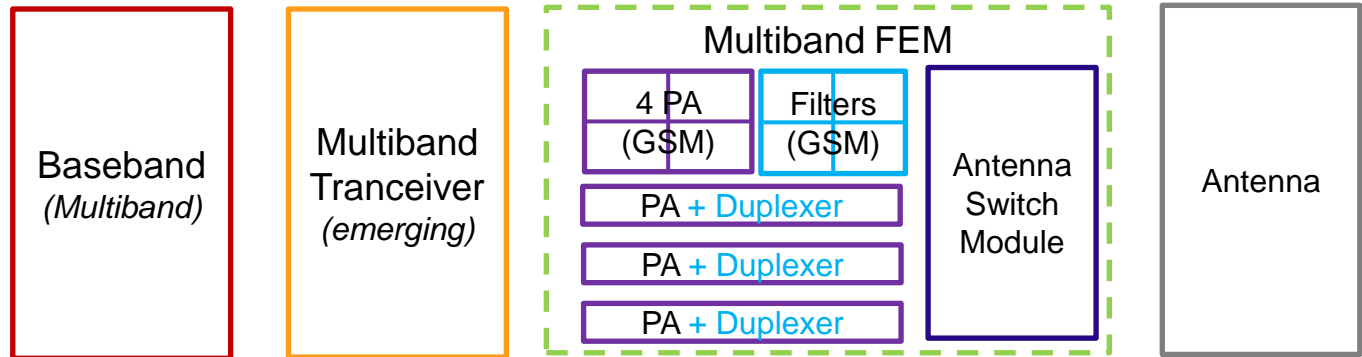 Baseband
(Multiband)
Multiband
Tranceiver
(emerging)
Multiband FEM
4 PA
(GSM)
Filters
(GSM)
PA + Duplexer
PA + Duplexer
PA + Duplexer
Antenna
Switch
Module
Antenna